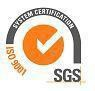 SYSTEM CERTIFICATION
ISO 9001
SGS